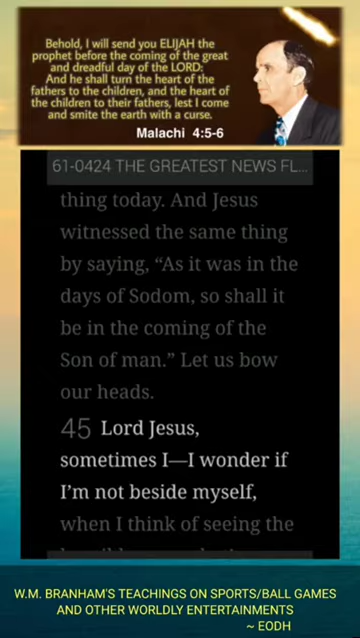 Behold, I will send you ELIJAH the
prophet before the coming of the great
and dreadful day of the LORD:
And he shall turn the heart of the
fathers to the children, and the heart of
the children to their fathers, lest I come
and smite the earth with a curse.
Malachi 4:5-6
61-0424 THE GREATEST NEWS FL...
thing today. And Jesus
witnessed the same thing
by saying, “As it was in the
days of Sodom, so shall it
be in the coming of the
Son of man.” Let us bow
our heads.
45 Lord Jesus,
sometimes I—I wonder if
I’m not beside myself,
when I think of seeing the
W.M. BRANHAM'S TEACHINGS ON SPORTS/BALL GAMES
AND OTHER WORLDLY ENTERTAINMENTS
~ EODH